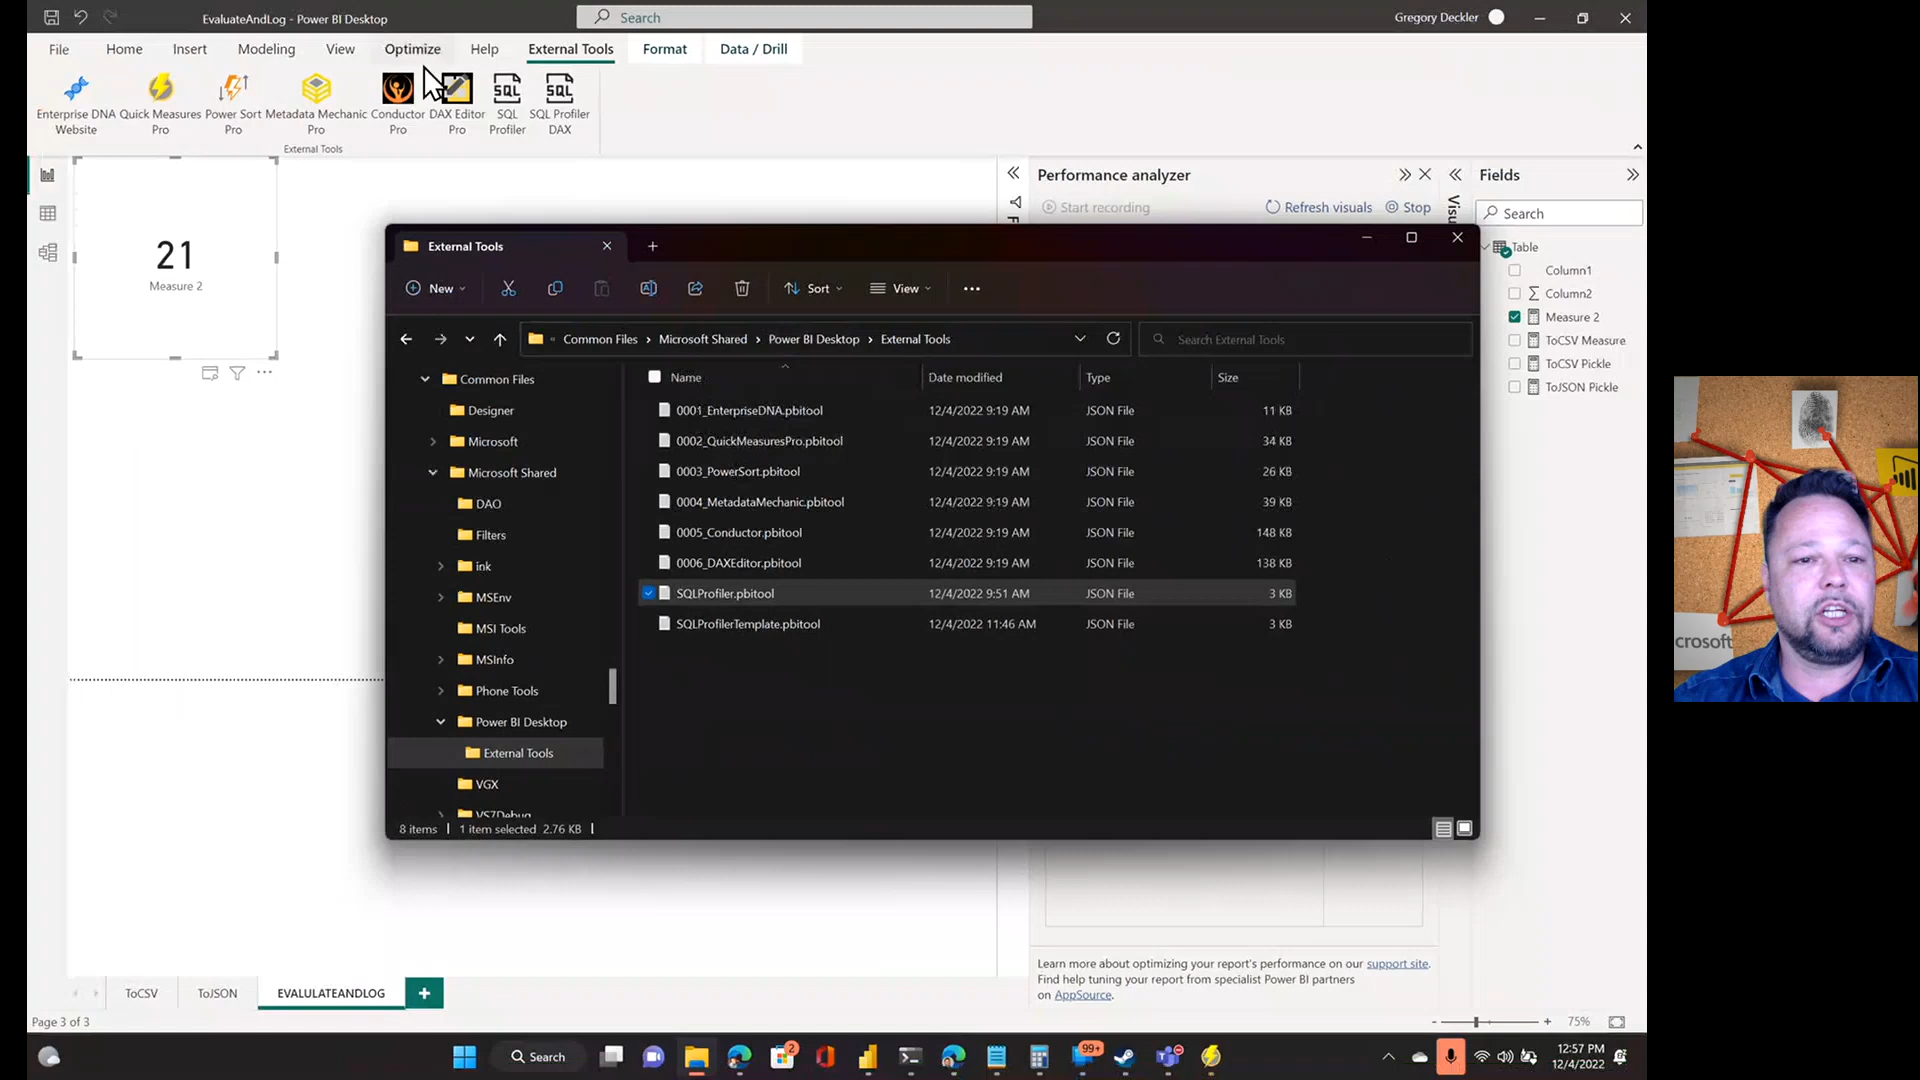 EvaluateAndLog - Power BI Desktop
Search
Gregory Deckler
File
Home
Insert
Modeling
View
Optimize
Help
External Tools
Format
Data / Drill
Enterprise DNA
Website
Quick Measures
Pro
Power Sort
Pro
Metadata Mechanic
Pro
Conductor
Pro
DAX Editor
Pro
SQL
SQL
Profiler
SQL
SQL Profiler
DAX
External Tools
21
Measure 2
Performance analyzer
Start recording
Refresh visuals
Stop
Fields
Search
Table
Column1
Column2
Measure 2
ToCSV Measure
ToCSV Pickle
ToJSON Pickle
External Tools
New
Sort
View
Common Files
Microsoft Shared
Power BI Desktop
External Tools
Search External Tools
Common Files
Designer
Microsoft
Microsoft Shared
DAO
Filters
ink
MSEnv
MSI Tools
MSInfo
Phone Tools
Power BI Desktop
External Tools
VGX
VS7Debug
Name
Date modified
Type
Size
0001_EnterpriseDNA.pbitool 12/4/2022 9:19 AM JSON File 11 KB
0002_QuickMeasuresPro.pbitool 12/4/2022 9:19 AM JSON File 34 KB
0003_PowerSort.pbitool 12/4/2022 9:19 AM JSON File 26 KB
0004_MetadataMechanic.pbitool 12/4/2022 9:19 AM JSON File 39 KB
0005_Conductor.pbitool 12/4/2022 9:19 AM JSON File 148 KB
0006_DAXEditor.pbitool 12/4/2022 9:19 AM JSON File 138 KB
SQLProfiler.pbitool 12/4/2022 9:51 AM JSON File 3 KB
SQLProfilerTemplate.pbitool 12/4/2022 11:46 AM JSON File 3 KB
8 items
1 item selected 2.76 KB
Learn more about optimizing your report's performance on our support site.
Find help tuning your report from specialist Power BI partners
on AppSource.
ToCSV
ToJSON
EVALULATEANDLOG
Page 3 of 3
75%
Search
2
99+
12:57 PM
12/4/2022
crosoft